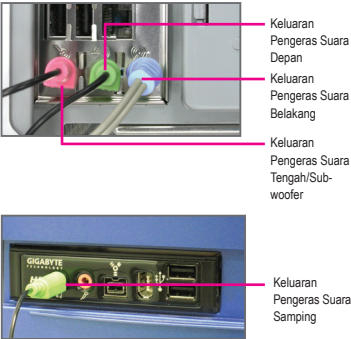 Keluaran
Pengeras Suara
Depan
Keluaran
Pengeras Suara
Belakang
Keluaran
Pengeras Suara
Tengah/Sub-
woofer
GIGABYTE
TECHNOLOGY
Keluaran
Pengeras Suara
Samping